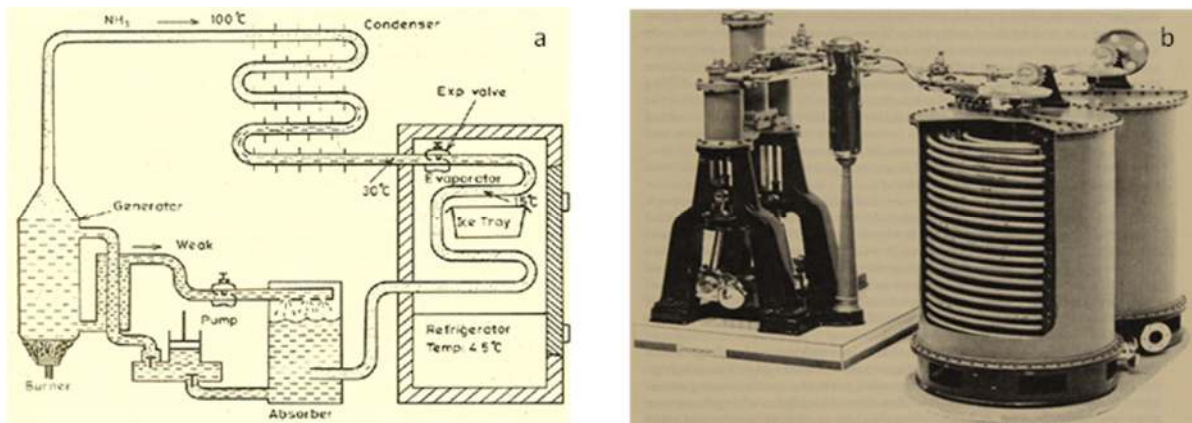 NH₃ → 100°C
Condenser
a
Exp valve
30°C
Evaporator
15°C
Ice Tray
Generator
Weak
Pump
Refrigerator
Temp. 4.5°C
Burner
Absorber
b